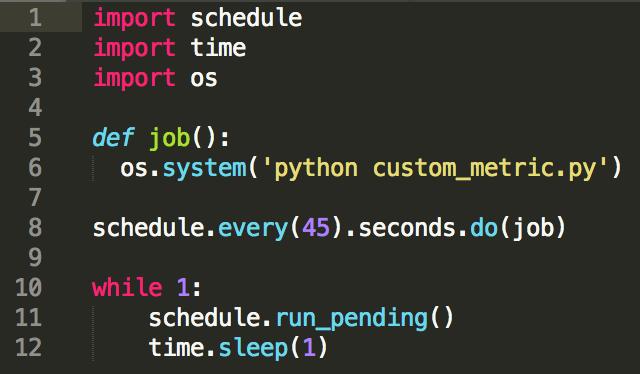 1 import schedule
2 import time
3 import os
4
5 def job():
6   os.system('python custom_metric.py')
7
8 schedule.every(45).seconds.do(job)
9
10 while 1:
11     schedule.run_pending()
12     time.sleep(1)